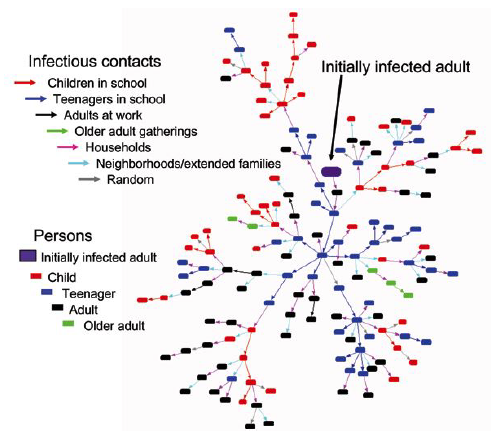 Infectious contacts
Children in school
Teenagers in school
Adults at work
Older adult gatherings
Households
Neighborhoods/extended families
Random
Initially infected adult
Persons
Initially infected adult
Child
Teenager
Adult
Older adult